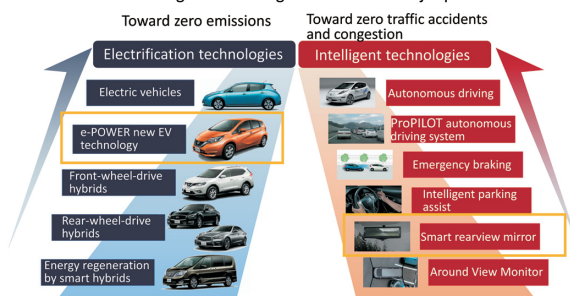 Toward zero emissions
Toward zero traffic accidents
and congestion
Electrification technologies
Intelligent technologies
Electric vehicles
Autonomous driving
e-POWER new EV
technology
ProPILOT autonomous
driving system
Front-wheel-drive
hybrids
Emergency braking
Intelligent parking
assist
Rear-wheel-drive
hybrids
Smart rearview mirror
Energy regeneration
by smart hybrids
Around View Monitor